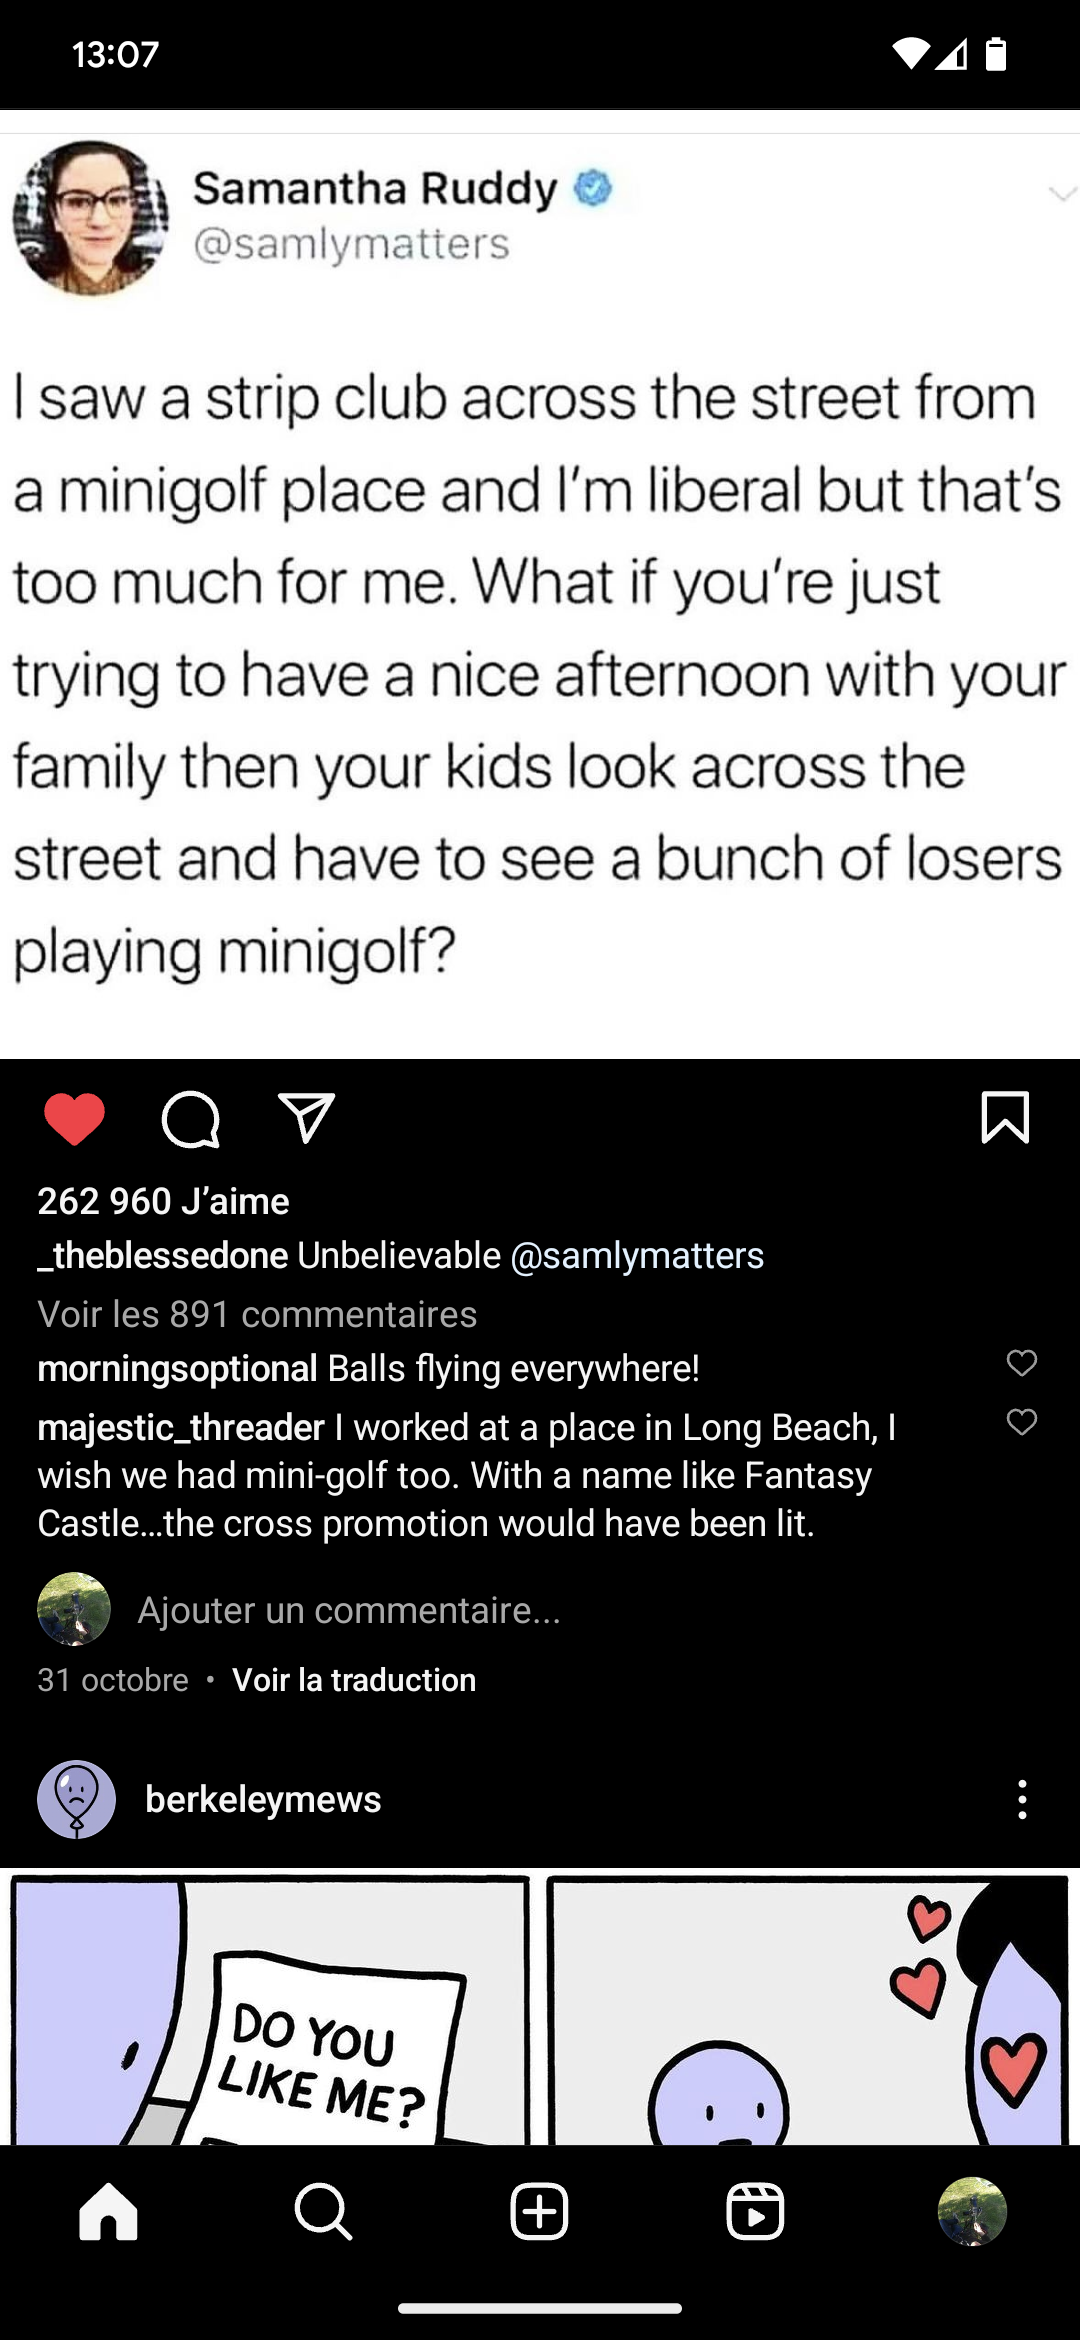 13:07
Samantha Ruddy
@samlymatters
I saw a strip club across the street from
a minigolf place and I'm liberal but that's
too much for me. What if you're just
trying to have a nice afternoon with your
family then your kids look across the
street and have to see a bunch of losers
playing minigolf?
262 960 J’aime
_theblessedone Unbelievable @samlymatters
Voir les 891 commentaires
morningsoptional Balls flying everywhere!
majestic_threader I worked at a place in Long Beach, I
wish we had mini-golf too. With a name like Fantasy
Castle...the cross promotion would have been lit.
Ajouter un commentaire...
31 octobre • Voir la traduction
berkeleymews
DO YOU
LIKE ME?